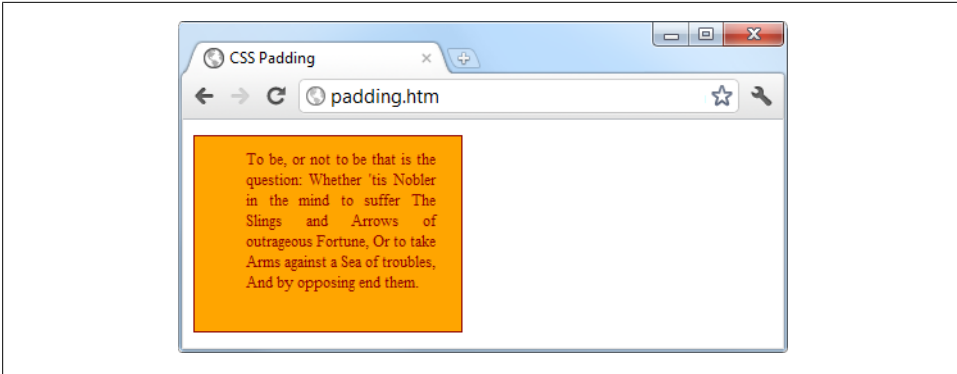 CSS Padding
padding.htm
To be, or not to be that is the
question: Whether 'tis Nobler
in the mind to suffer The
Slings and Arrows of
outrageous Fortune, Or to take
Arms against a Sea of troubles,
And by opposing end them.